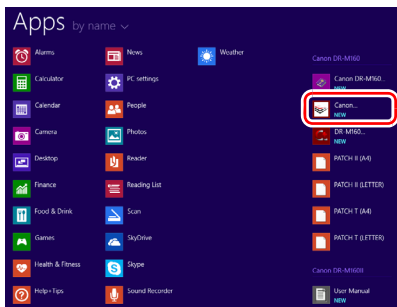 Apps by name
Alarms
Calculator
Calendar
Camera
Desktop
Finance
Food & Drink
Games
Health & Fitness
Help+Tips
News
PC settings
People
Photos
Reader
Reading List
Scan
SkyDrive
Skype
Sound Recorder
Weather
Canon DR-M160
Canon DR-M160...
NEW
Canon...
NEW
DR-M160...
NEW
PATCH II (A4)
PATCH II (LETTER)
PATCH T (A4)
PATCH T (LETTER)
Canon DR-M160II
User Manual
NEW